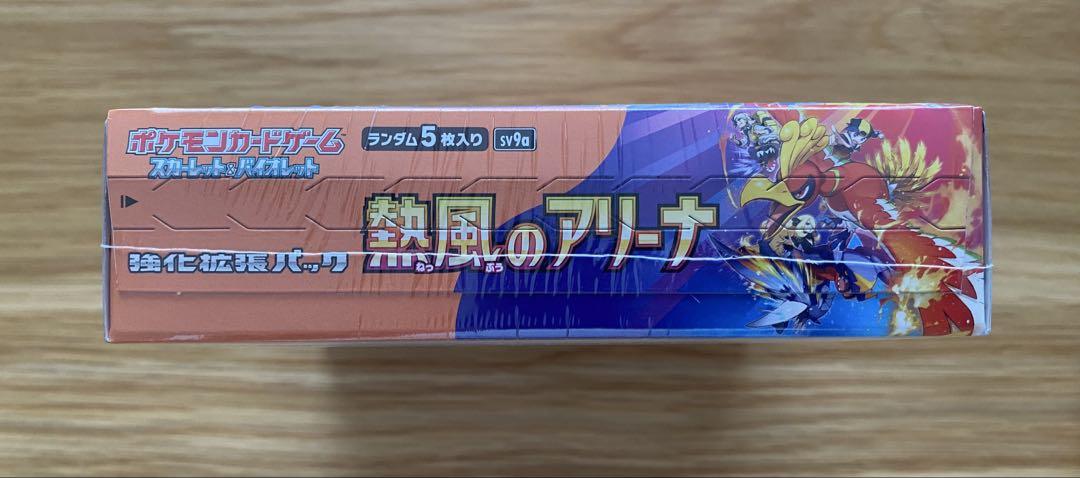 ポケモンカードゲーム
スカーレット&バイオレット
ランダム5枚入り
sv9a
強化拡張パック
熱風のアリーナ
ねっ ぷう